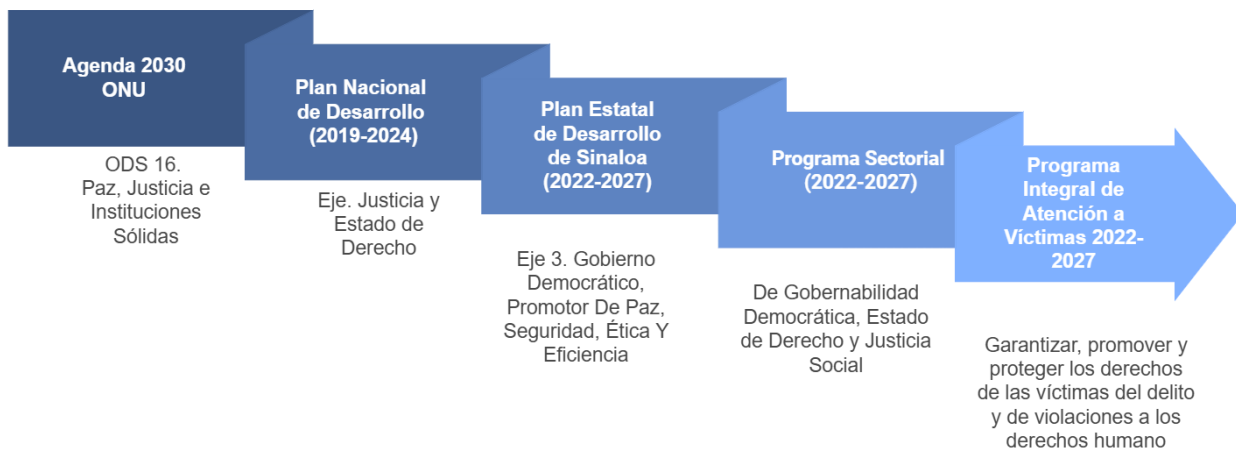 Agenda 2030
ONU
ODS 16.
Paz, Justicia e
Instituciones
Sólidas
Plan Nacional
de Desarrollo
(2019-2024)
Eje. Justicia y
Estado de
Derecho
Plan Estatal
de Desarrollo
de Sinaloa
(2022-2027)
Eje 3. Gobierno
Democrático,
Promotor De Paz,
Seguridad, Ética Y
Eficiencia
Programa Sectorial
(2022-2027)
De Gobernabilidad
Democrática, Estado
de Derecho y Justicia
Social
Programa
Integral de
Atención a
Víctimas 2022-
2027
Garantizar, promover y
proteger los derechos
de las víctimas del delito
y de violaciones a los
derechos humano